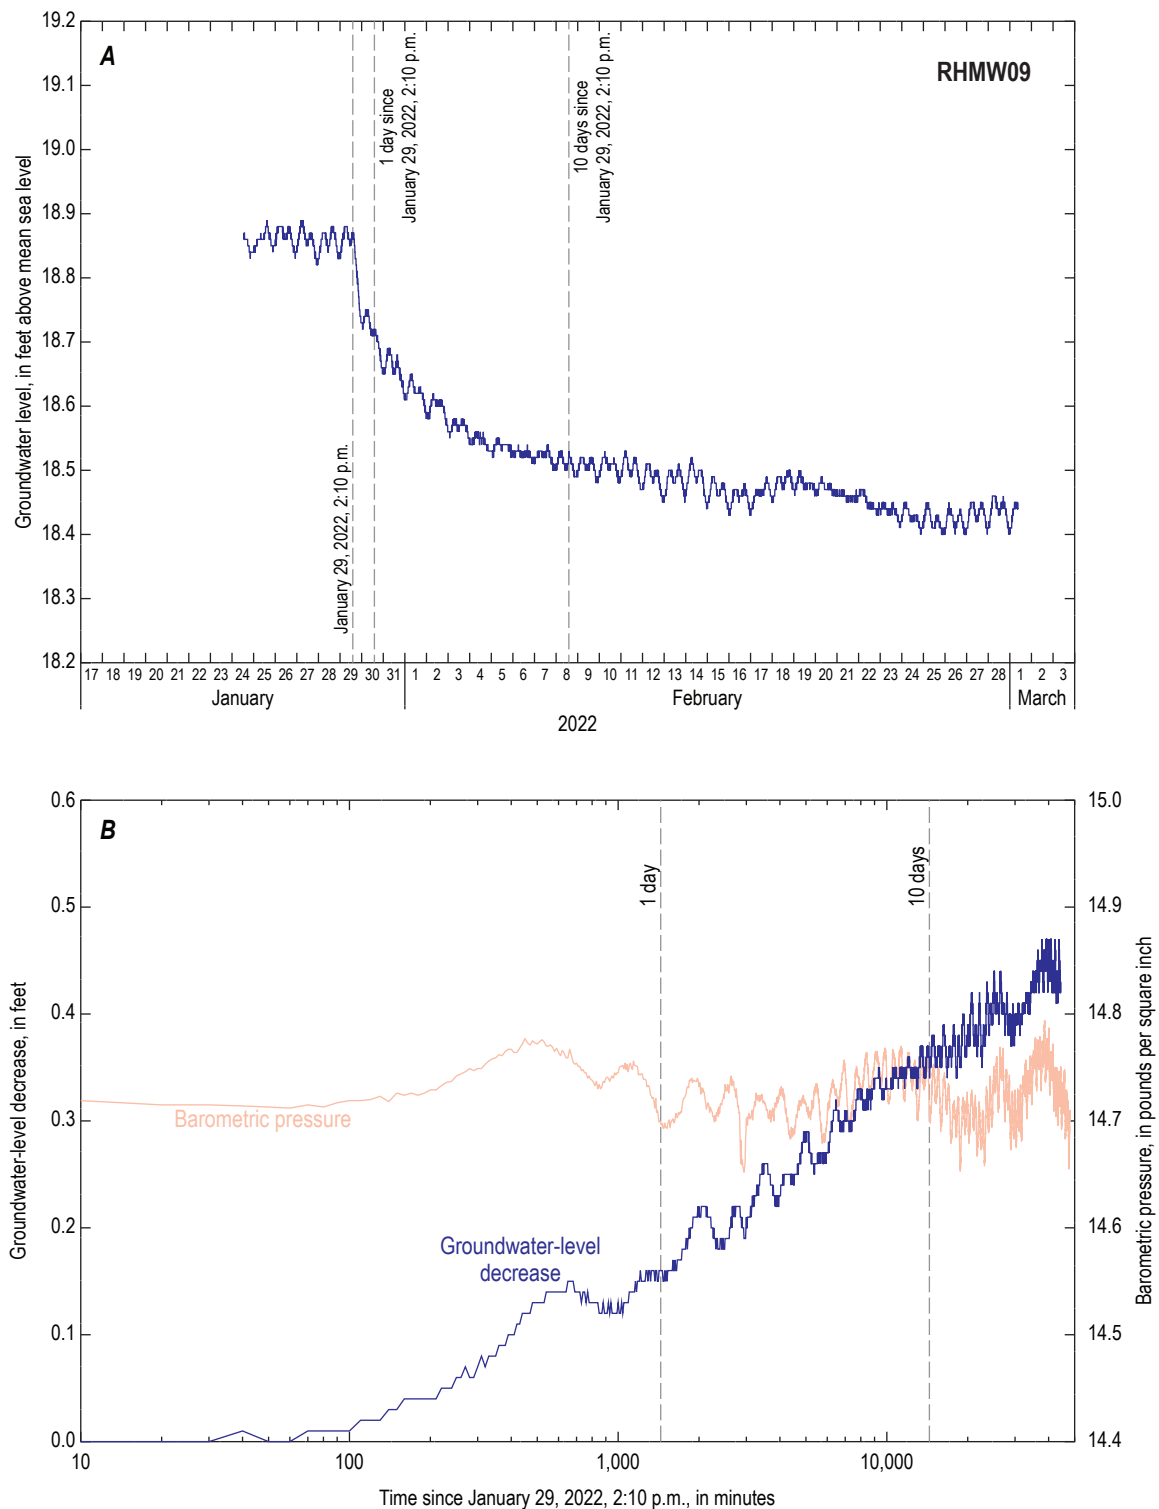 A
RHMW09
19.2
19.1
19.0
18.9
18.8
18.7
18.6
18.5
18.4
18.3
18.2
Groundwater level, in feet above mean sea level
January 29, 2022, 2:10 p.m.
1 day since
January 29, 2022, 2:10 p.m.
10 days since
January 29, 2022, 2:10 p.m.
17 18 19 20 21 22 23 24 25 26 27 28 29 30 31 1 2 3 4 5 6 7 8 9 10 11 12 13 14 15 16 17 18 19 20 21 22 23 24 25 26 27 28 1 2 3
January February March
2022
B
0.6
0.5
0.4
0.3
0.2
0.1
0.0
Groundwater-level decrease, in feet
15.0
14.9
14.8
14.7
14.6
14.5
14.4
Barometric pressure, in pounds per square inch
1 day
10 days
Barometric pressure
Groundwater-level
decrease
10 100 1,000 10,000
Time since January 29, 2022, 2:10 p.m., in minutes